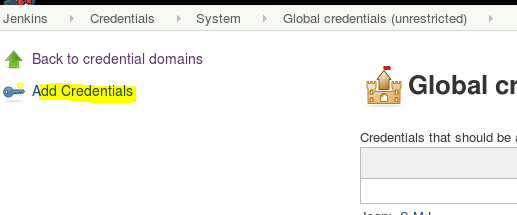 Jenkins Credentials System Global credentials (unrestricted)
Back to credential domains
Add Credentials
Global cr
Credentials that should be a
S M L